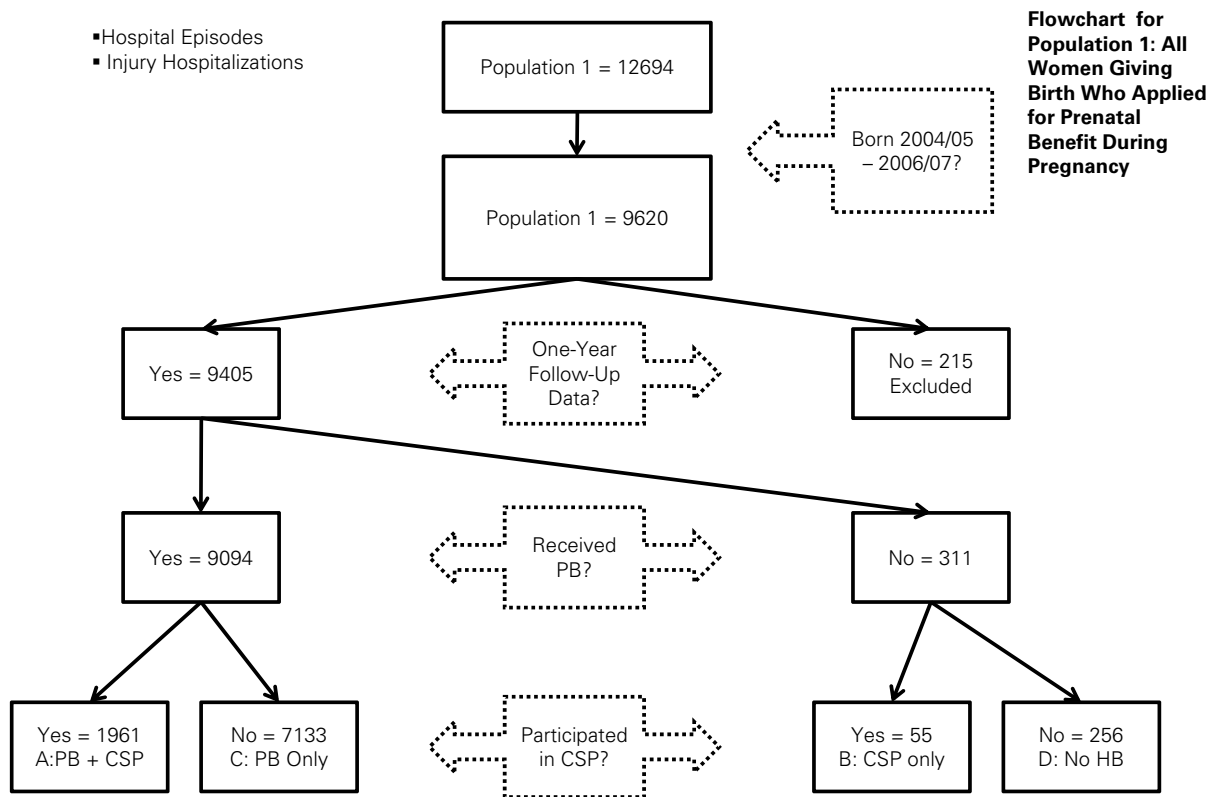 ▪Hospital Episodes
▪ Injury Hospitalizations
Population 1 = 12694
Flowchart for
Population 1: All
Women Giving
Birth Who Applied
for Prenatal
Benefit During
Pregnancy
Born 2004/05
– 2006/07?
Population 1 = 9620
Yes = 9405
One-Year
Follow-Up
Data?
No = 215
Excluded
Yes = 9094
Received
PB?
No = 311
Yes = 1961
A:PB + CSP
No = 7133
C: PB Only
Participated
in CSP?
Yes = 55
B: CSP only
No = 256
D: No HB